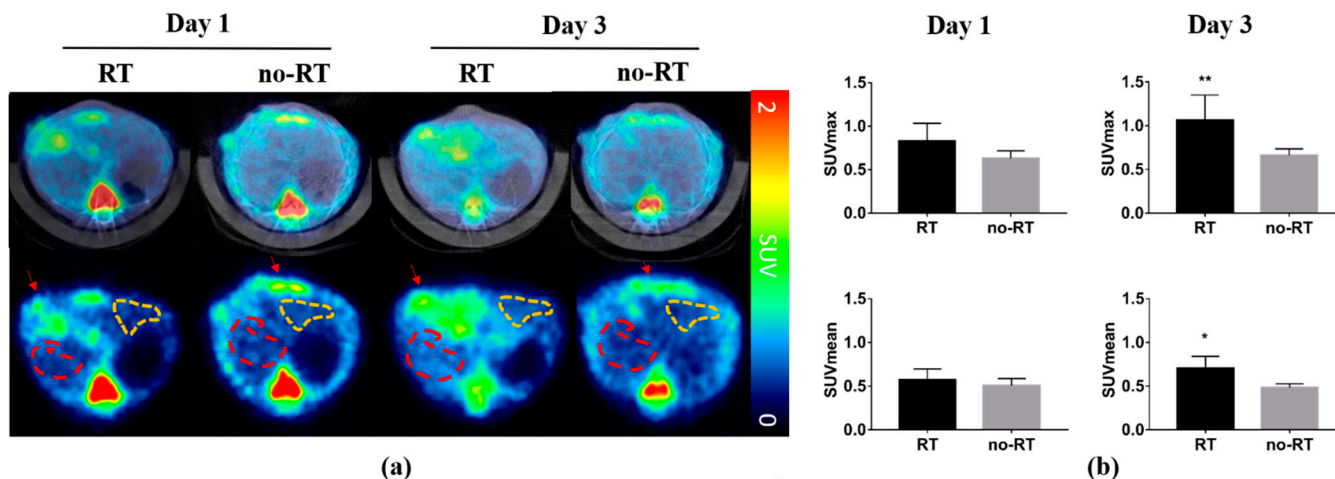 Day 1
Day 3
RT
no-RT
RT
no-RT
2
SUV
0
(a)
Day 1
Day 3
SUVmax
1.5
1.0
0.5
0.0
RT
no-RT
SUVmax
1.5
1.0
0.5
0.0
**
RT
no-RT
SUVmean
1.5
1.0
0.5
0.0
RT
no-RT
SUVmean
1.5
1.0
0.5
0.0
*
RT
no-RT
(b)